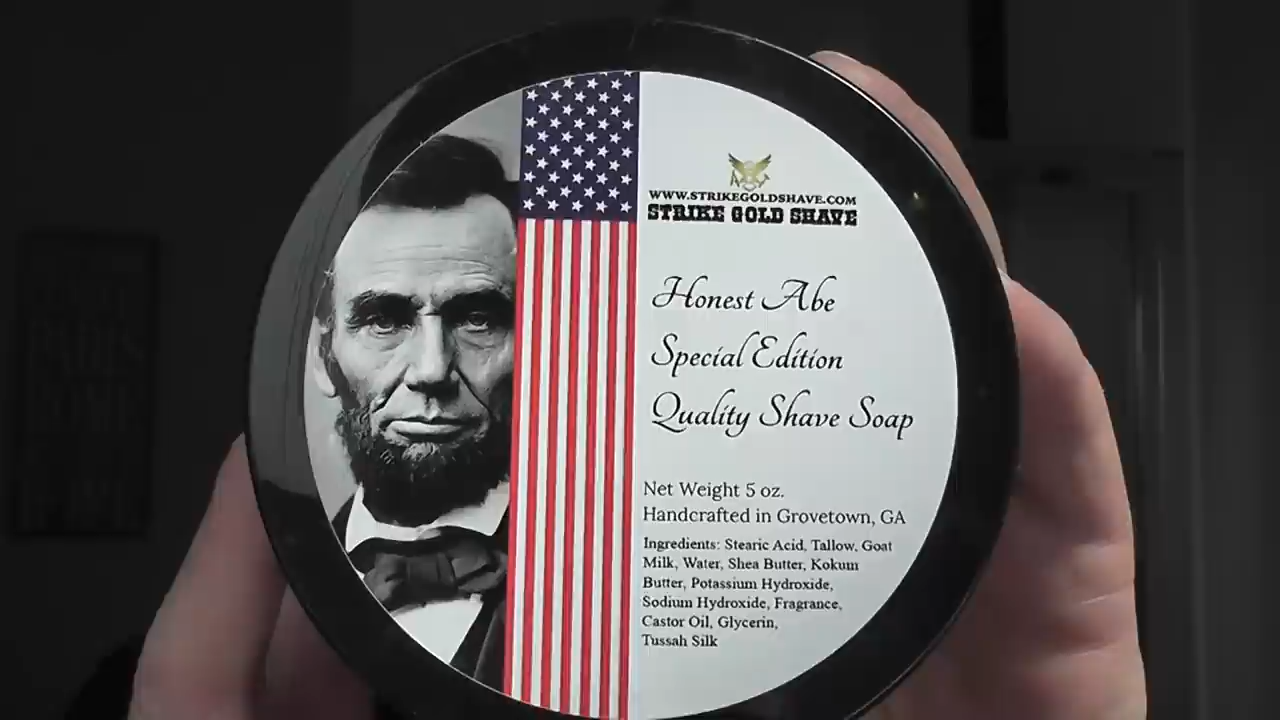 WWW.STRIKEGOLDSHAVE.COM
STRIKE GOLD SHAVE
Honest Abe
Special Edition
Quality Shave Soap
Net Weight 5 oz.
Handcrafted in Grovetown, GA
Ingredients: Stearic Acid, Tallow, Goat
Milk, Water, Shea Butter, Kokum
Butter, Potassium Hydroxide,
Sodium Hydroxide, Fragrance,
Castor Oil, Glycerin,
Tussah Silk